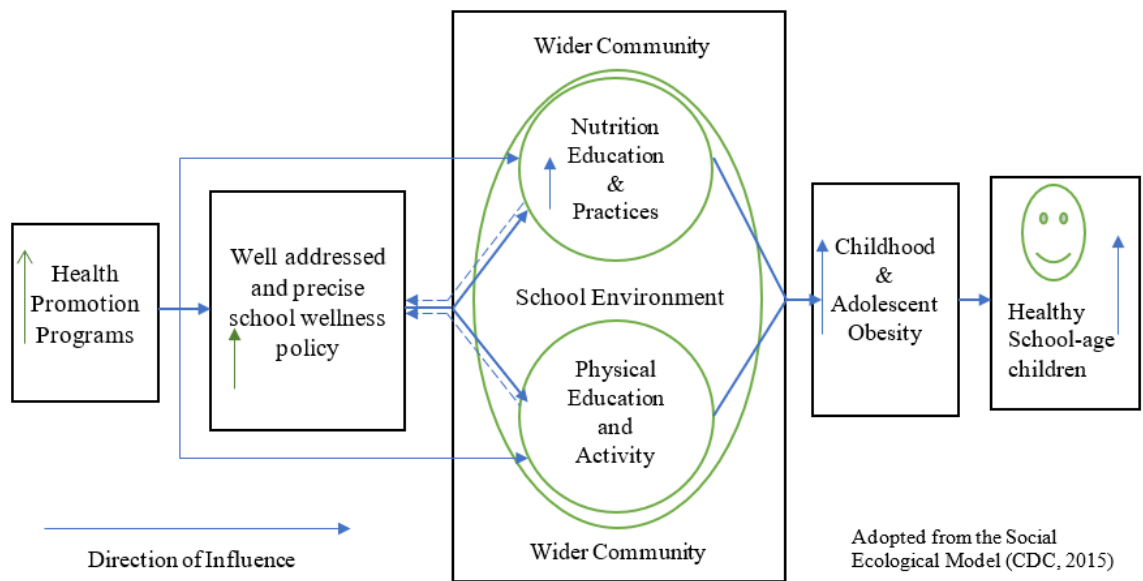 Health
Promotion
Programs
Well addressed
and precise
school wellness
policy
Wider Community
Nutrition
Education
&
Practices
School Environment
Physical
Education
and
Activity
Wider Community
Childhood
&
Adolescent
Obesity
Healthy
School-age
children
Direction of Influence
Adopted from the Social
Ecological Model (CDC, 2015)